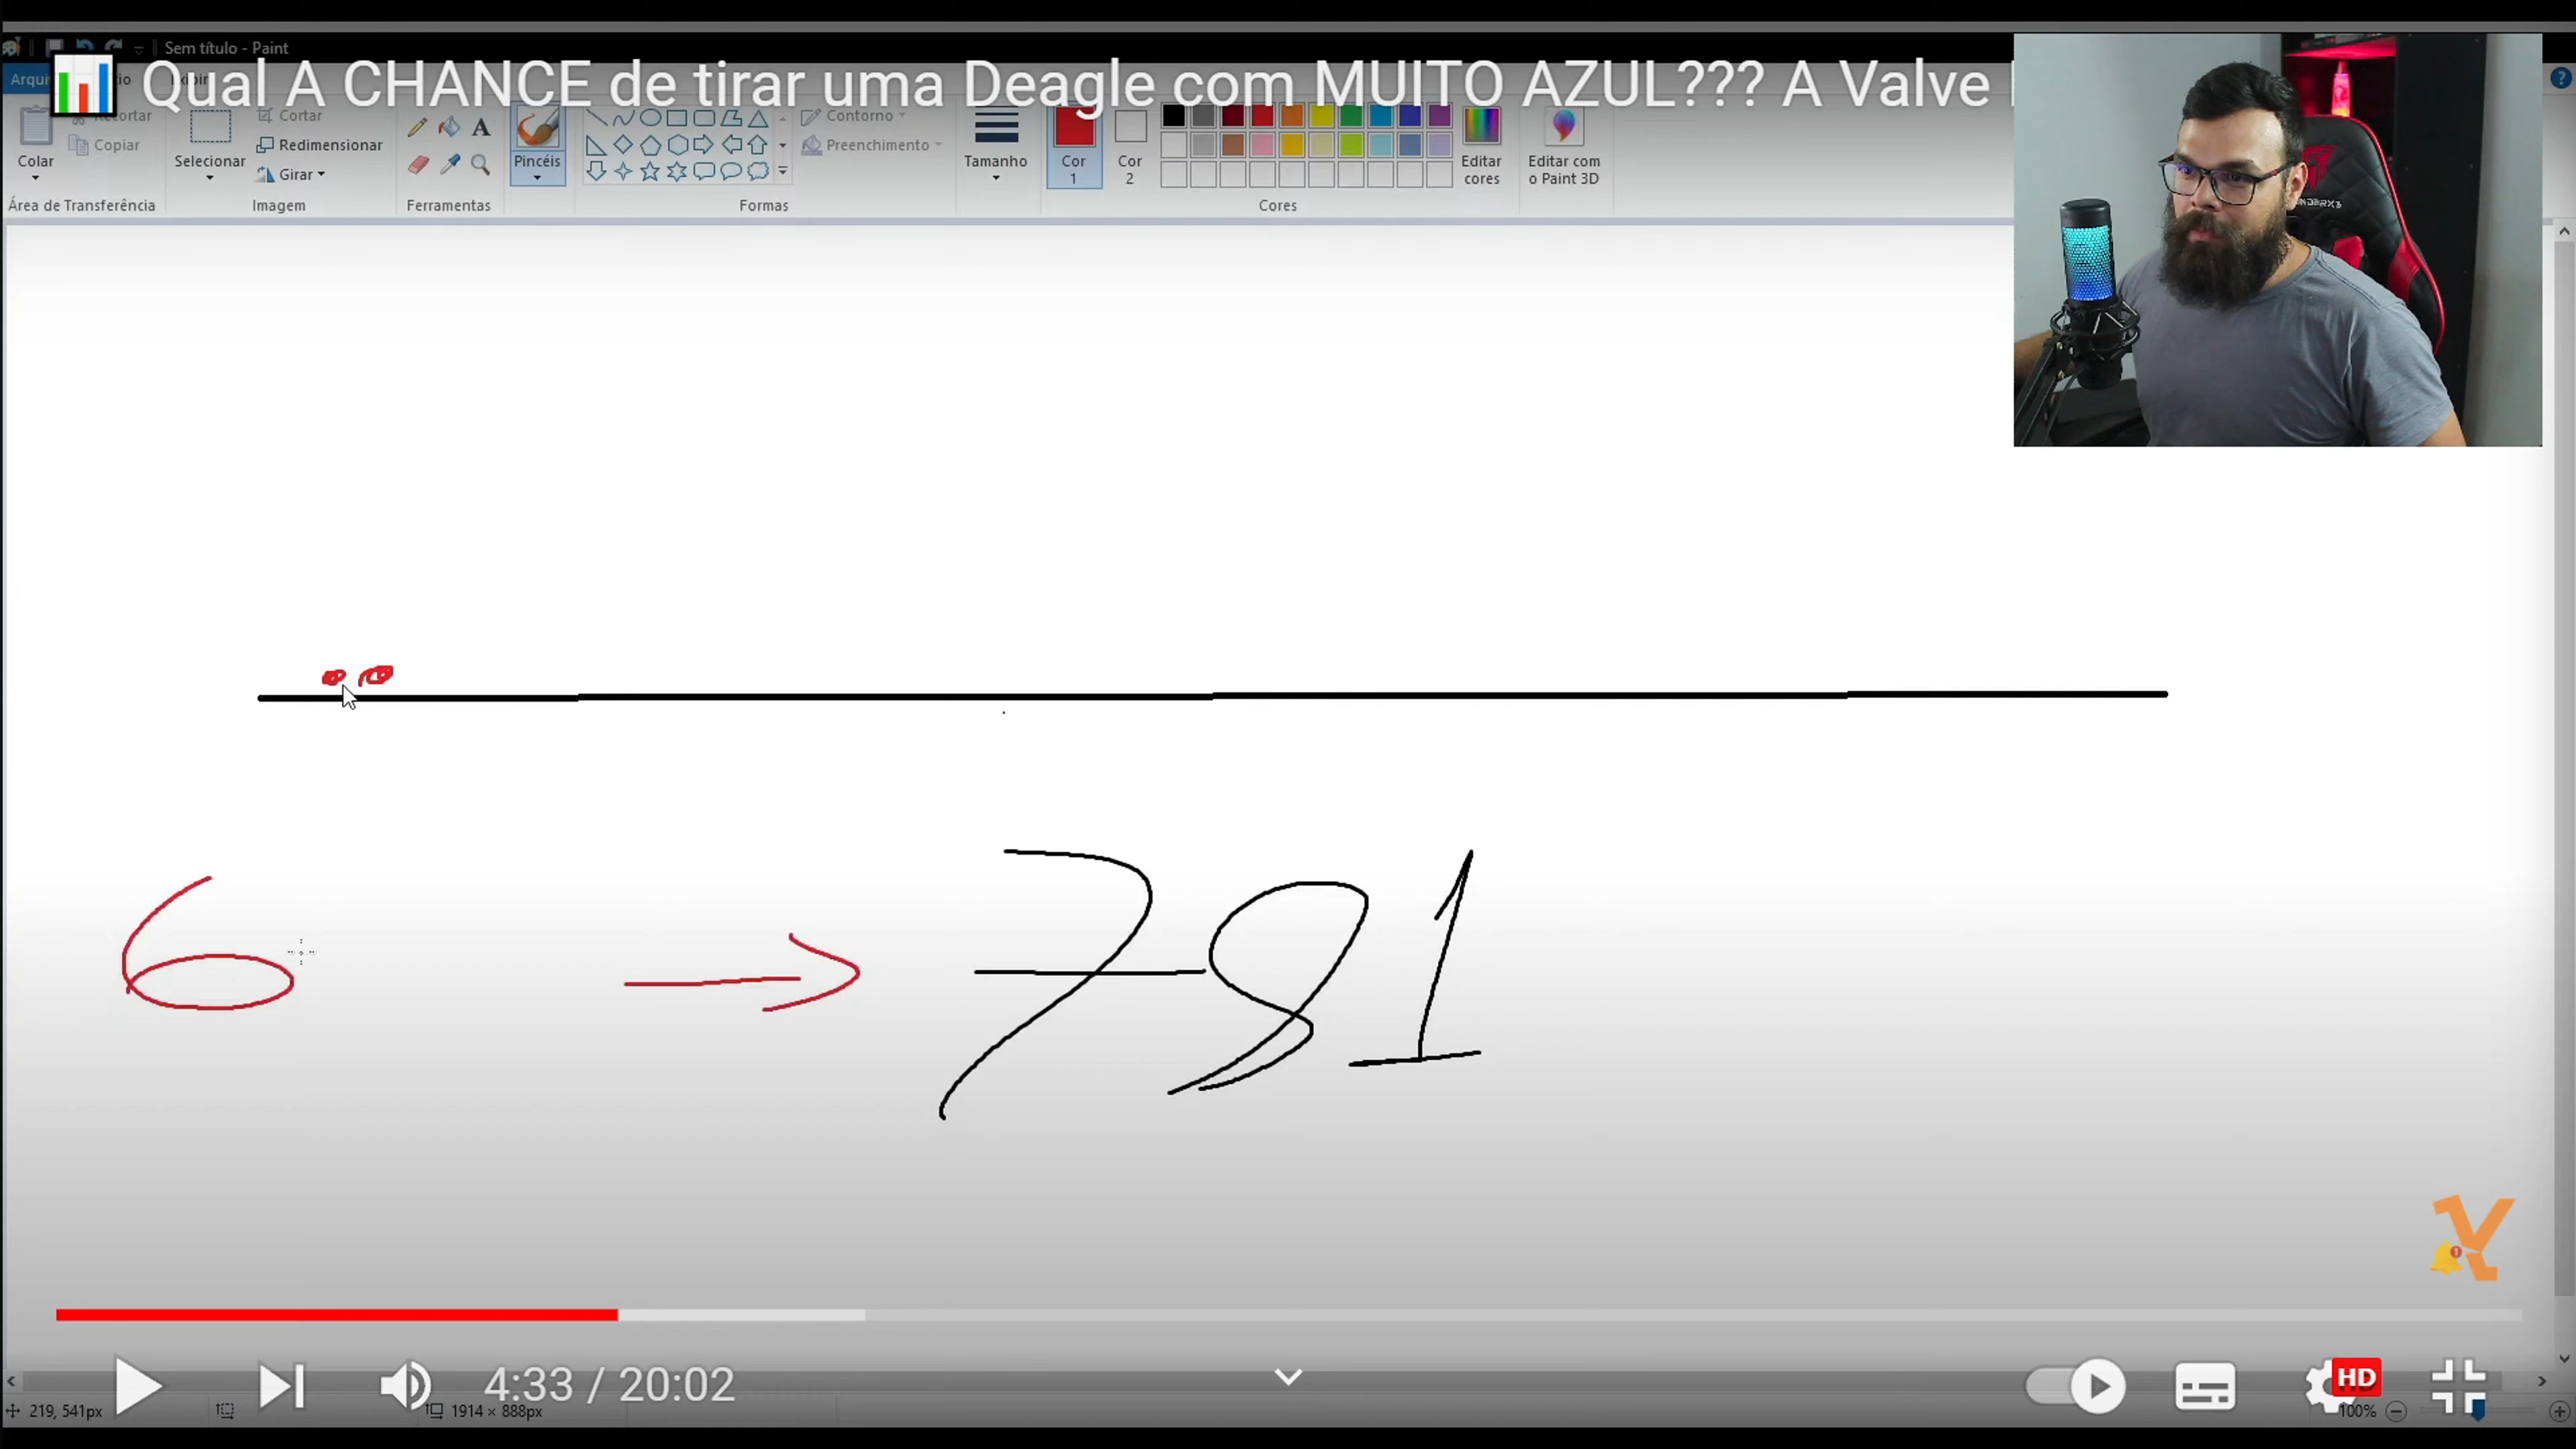 Sem título - Paint
Qual A CHANCE de tirar uma Deagle com MUITO AZUL??? A Valve
Colar
Copiar
Área de Transferência
Selecionar
Cortar
Redimensionar
Girar
Imagem
A
Ferramentas
Pincéis
Contorno
Preenchimento
Formas
Tamanho
Cor
1
Cor
2
Cores
Editar
cores
Editar com
o Paint 3D
6
781
4:33 / 20:02
HD
219, 541px
1914 × 888px
100%